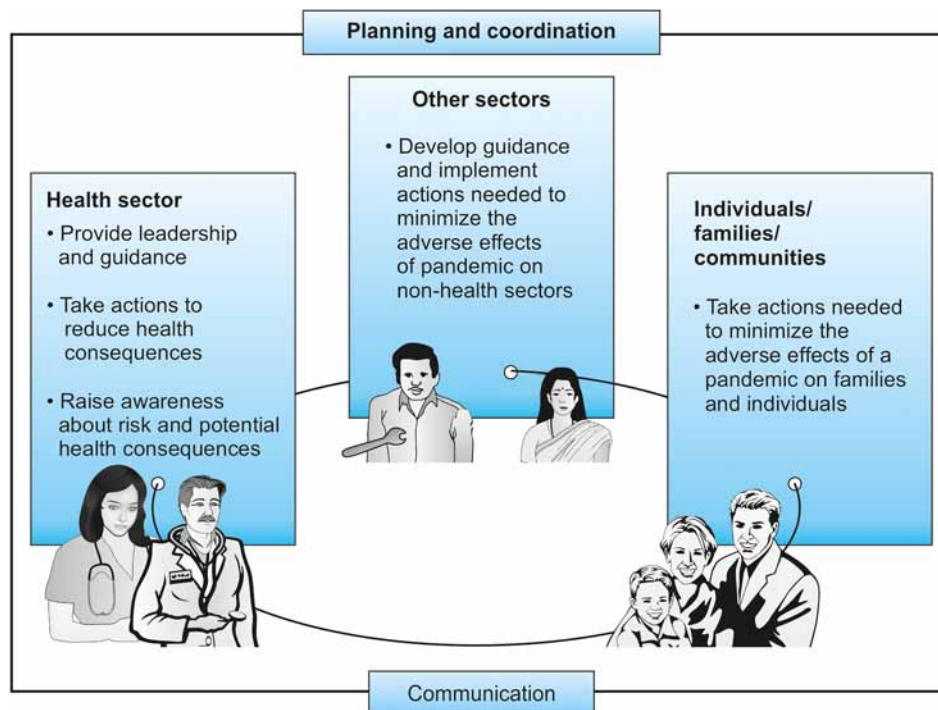 Planning and coordination
Other sectors
• Develop guidance
and implement
actions needed to
minimize the
adverse effects
of pandemic on
non-health sectors
Health sector
• Provide leadership
and guidance
• Take actions to
reduce health
consequences
• Raise awareness
about risk and potential
health consequences
Individuals/
families/
communities
• Take actions needed
to minimize the
adverse effects of a
pandemic on families
and individuals
Communication